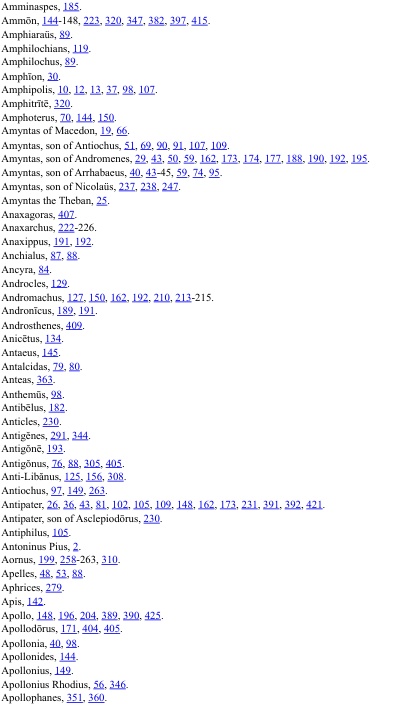 Amminaspes, 185.
Ammōn, 144-148, 223, 320, 347, 382, 397, 415.
Amphiaraüs, 89.
Amphilochians, 119.
Amphilochus, 89.
Amphīon, 30.
Amphipolis, 10, 12, 13, 37, 98, 107.
Amphitrītē, 320.
Amphoterus, 70, 144, 150.
Amyntas of Macedon, 19, 66.
Amyntas, son of Antiochus, 51, 69, 90, 91, 107, 109.
Amyntas, son of Andromenes, 29, 43, 50, 59, 162, 173, 174, 177, 188, 190, 192, 195.
Amyntas, son of Arrhabaeus, 40, 43-45, 59, 74, 95.
Amyntas, son of Nicolaüs, 237, 238, 247.
Amyntas the Theban, 25.
Anaxagoras, 407.
Anaxarchus, 222-226.
Anaxippus, 191, 192.
Anchialus, 87, 88.
Ancyra, 84.
Androcles, 129.
Andromachus, 127, 150, 162, 192, 210, 213-215.
Andronīcus, 189, 191.
Androsthenes, 409.
Anicētus, 134.
Antaeus, 145.
Antalcidas, 79, 80.
Anteas, 363.
Anthemūs, 98.
Antibēlus, 182.
Anticles, 230.
Antigĕnes, 291, 344.
Antigŏnē, 193.
Antigŏnus, 76, 88, 305, 405.
Anti-Libănus, 125, 156, 308.
Antiochus, 97, 149, 263.
Antipater, 26, 36, 43, 81, 102, 105, 109, 148, 162, 173, 231, 391, 392, 421.
Antipater, son of Asclepiodōrus, 230.
Antiphilus, 105.
Antoninus Pius, 2.
Aornus, 199, 258-263, 310.
Apelles, 48, 53, 88.
Aphrices, 279.
Apis, 142.
Apollo, 148, 196, 204, 389, 390, 425.
Apollodōrus, 171, 404, 405.
Apollonia, 40, 98.
Apollonides, 144.
Apollonius, 149.
Apollonius Rhodius, 56, 346.
Apollophanes, 351, 360.